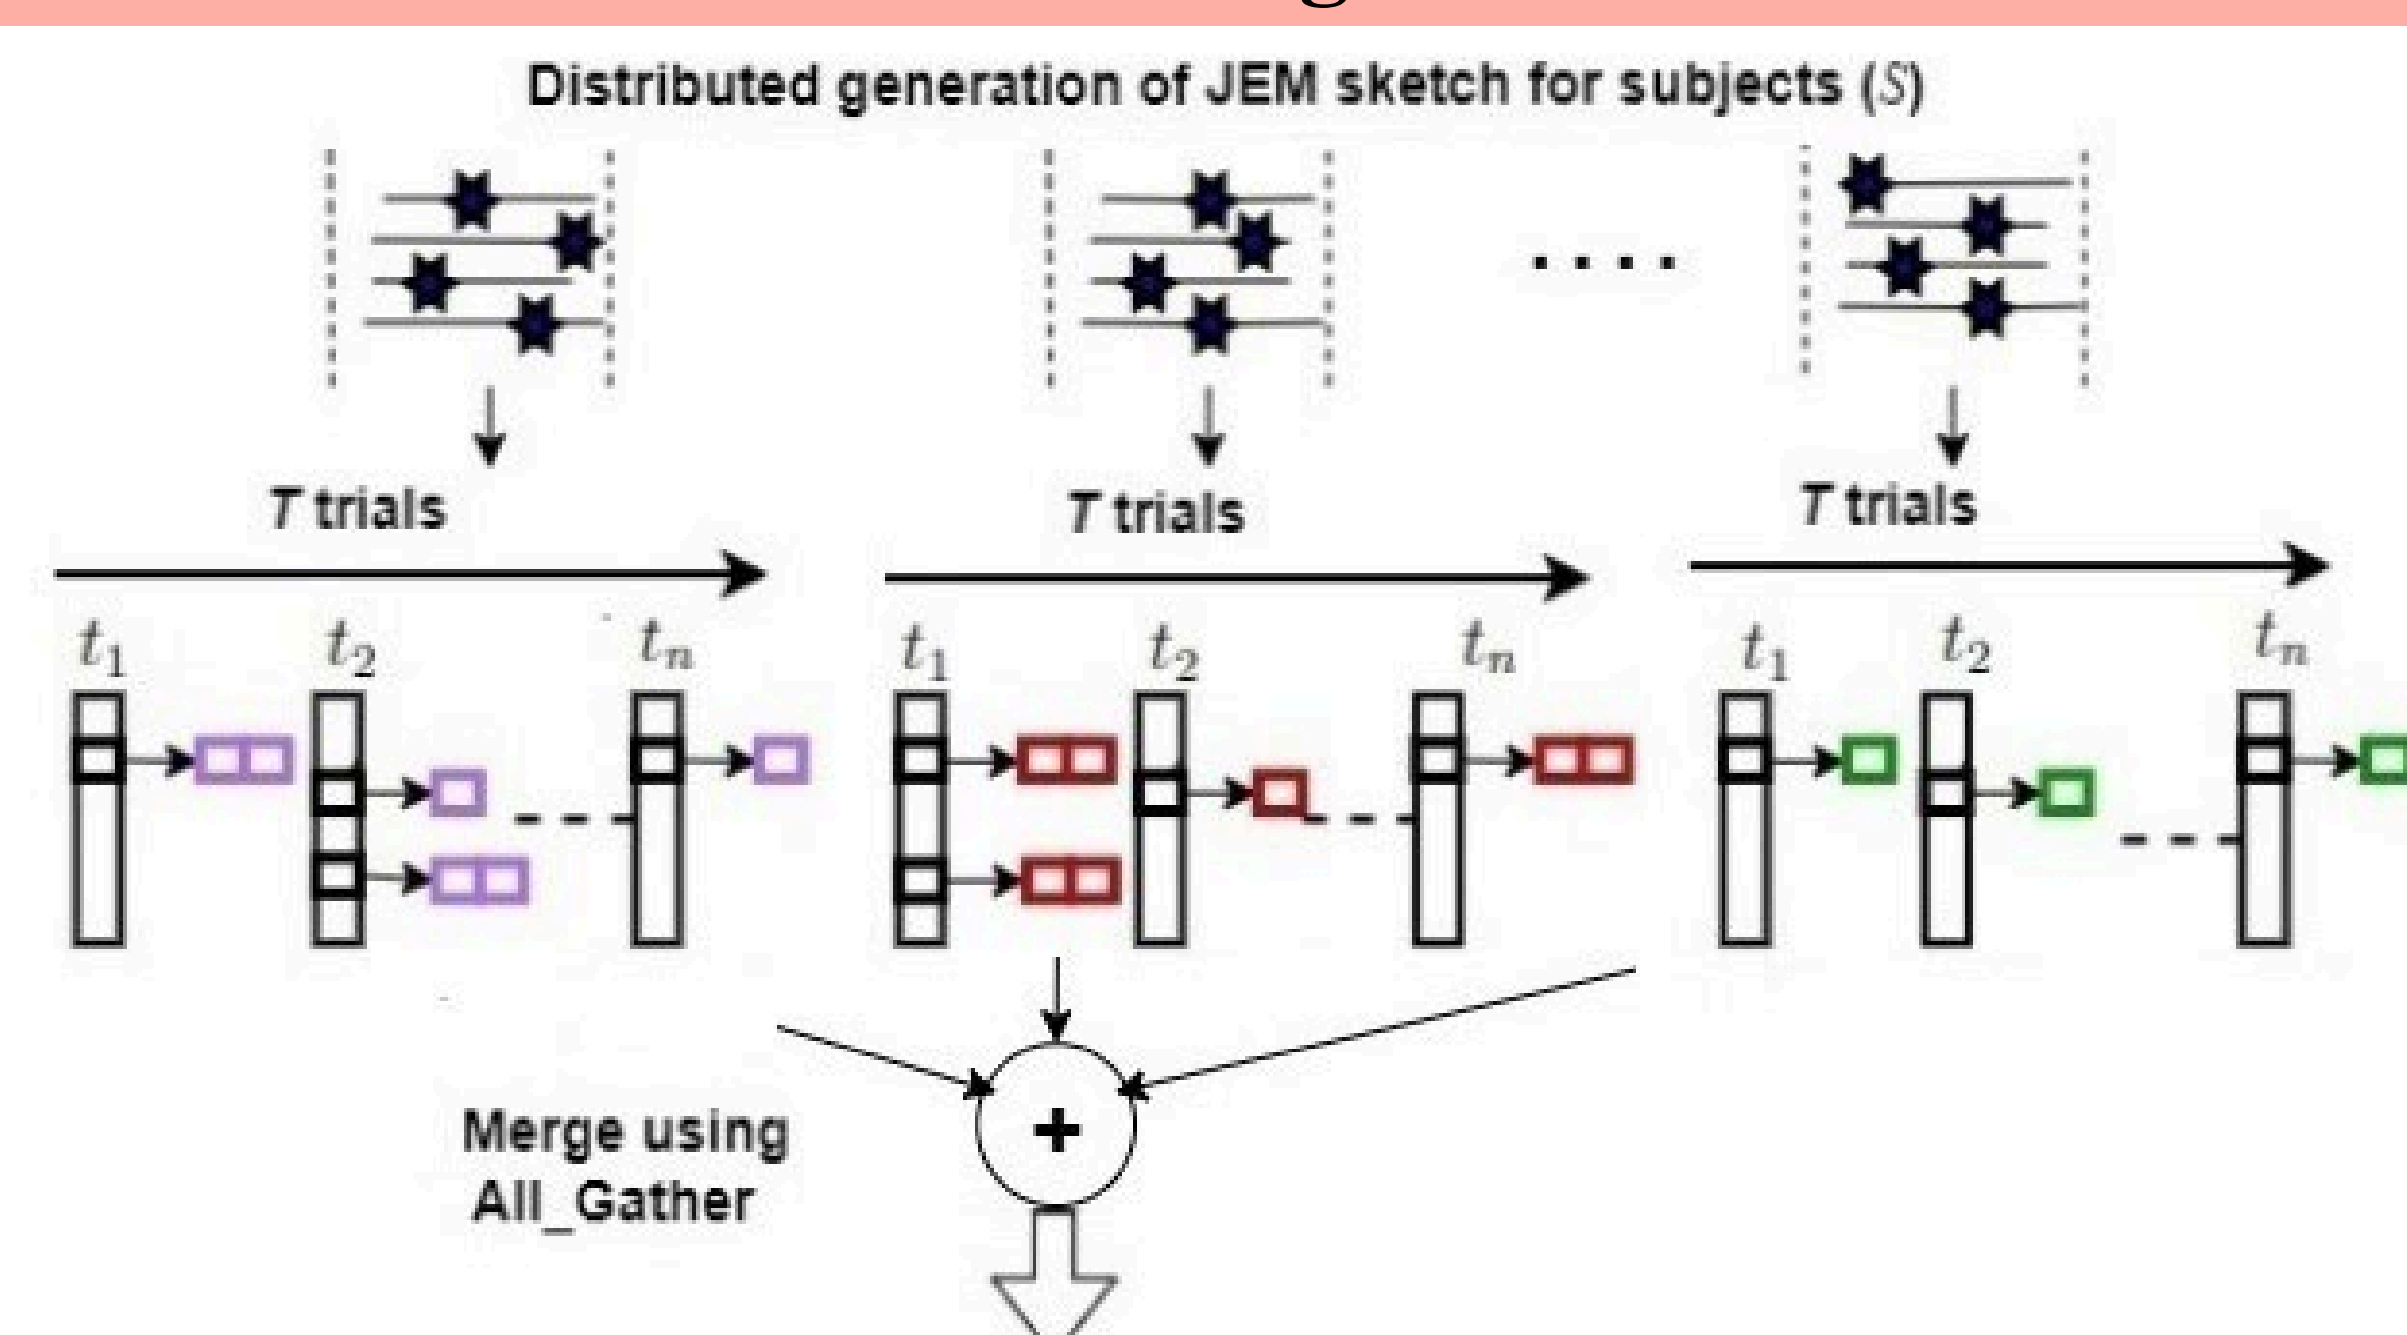 Distributed generation of JEM sketch for subjects (S)
T trials T trials T trials
t₁ t₂ tₙ t₁ t₂ tₙ t₁ t₂ tₙ
+
Merge using
All_Gather